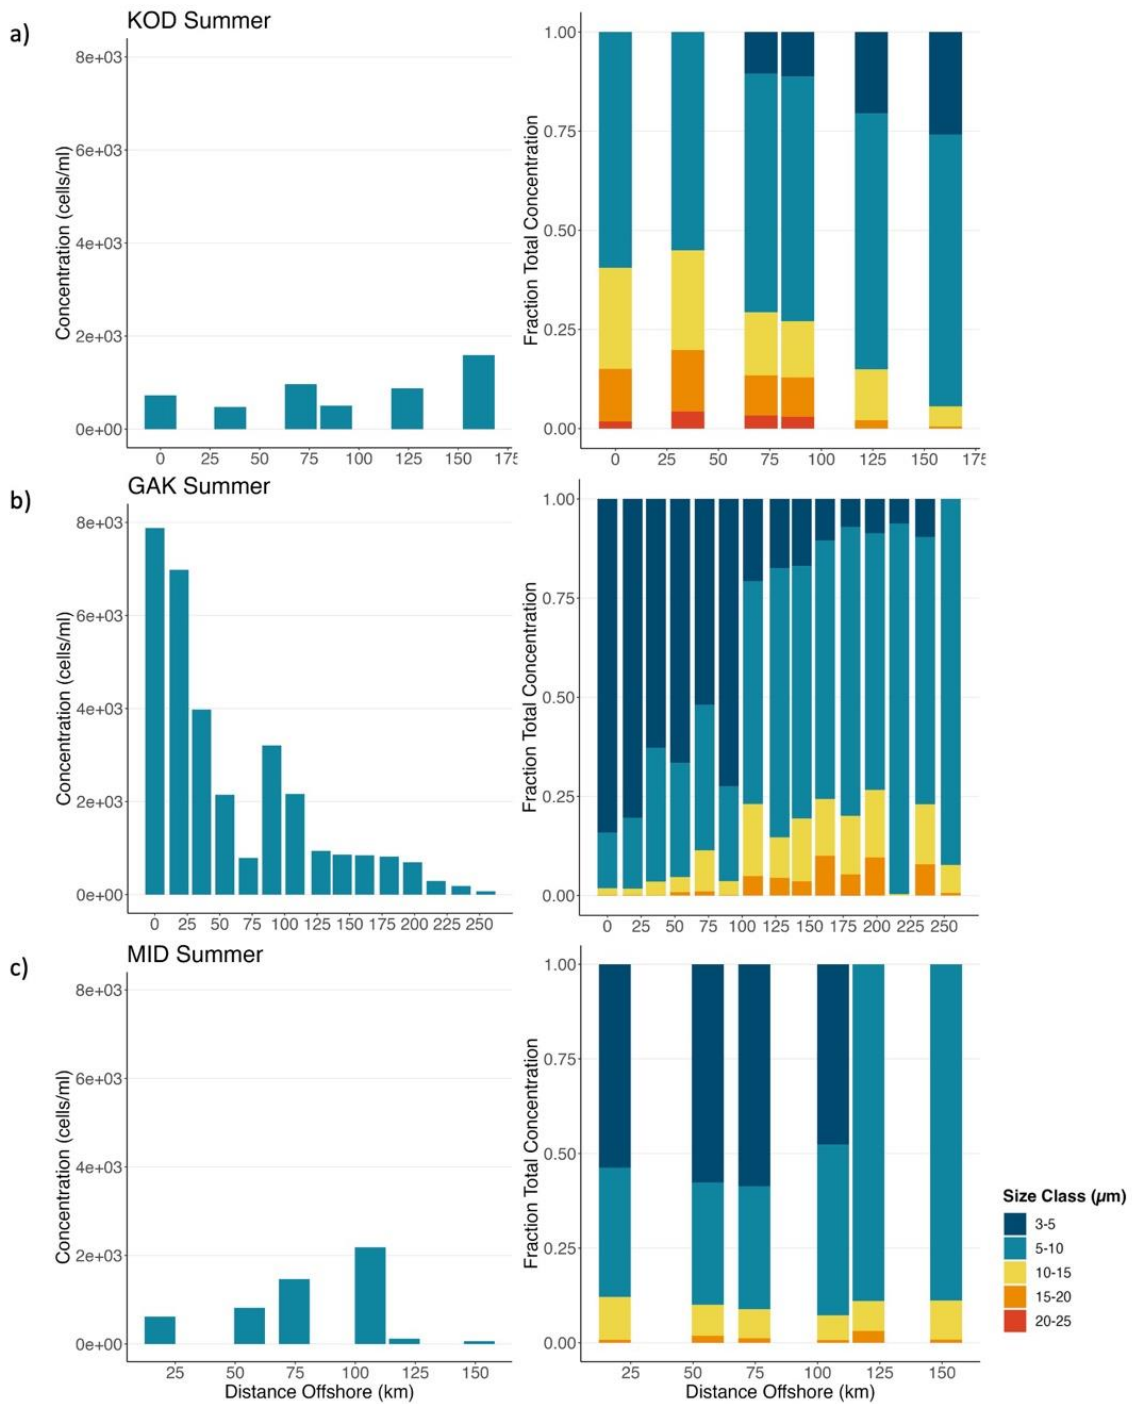 a)
KOD Summer
Concentration (cells/ml)
8e+03
6e+03
4e+03
2e+03
0e+00
0 25 50 75 100 125 150 175
Fraction Total Concentration
1.00
0.75
0.50
0.25
0.00
0 25 50 75 100 125 150 175
b)
GAK Summer
Concentration (cells/ml)
8e+03
6e+03
4e+03
2e+03
0e+00
0 25 50 75 100 125 150 175 200 225 250
Fraction Total Concentration
1.00
0.75
0.50
0.25
0.00
0 25 50 75 100 125 150 175 200 225 250
c)
MID Summer
Concentration (cells/ml)
8e+03
6e+03
4e+03
2e+03
0e+00
25 50 75 100 125 150
Distance Offshore (km)
Fraction Total Concentration
1.00
0.75
0.50
0.25
0.00
25 50 75 100 125 150
Distance Offshore (km)
Size Class (µm)
3-5
5-10
10-15
15-20
20-25